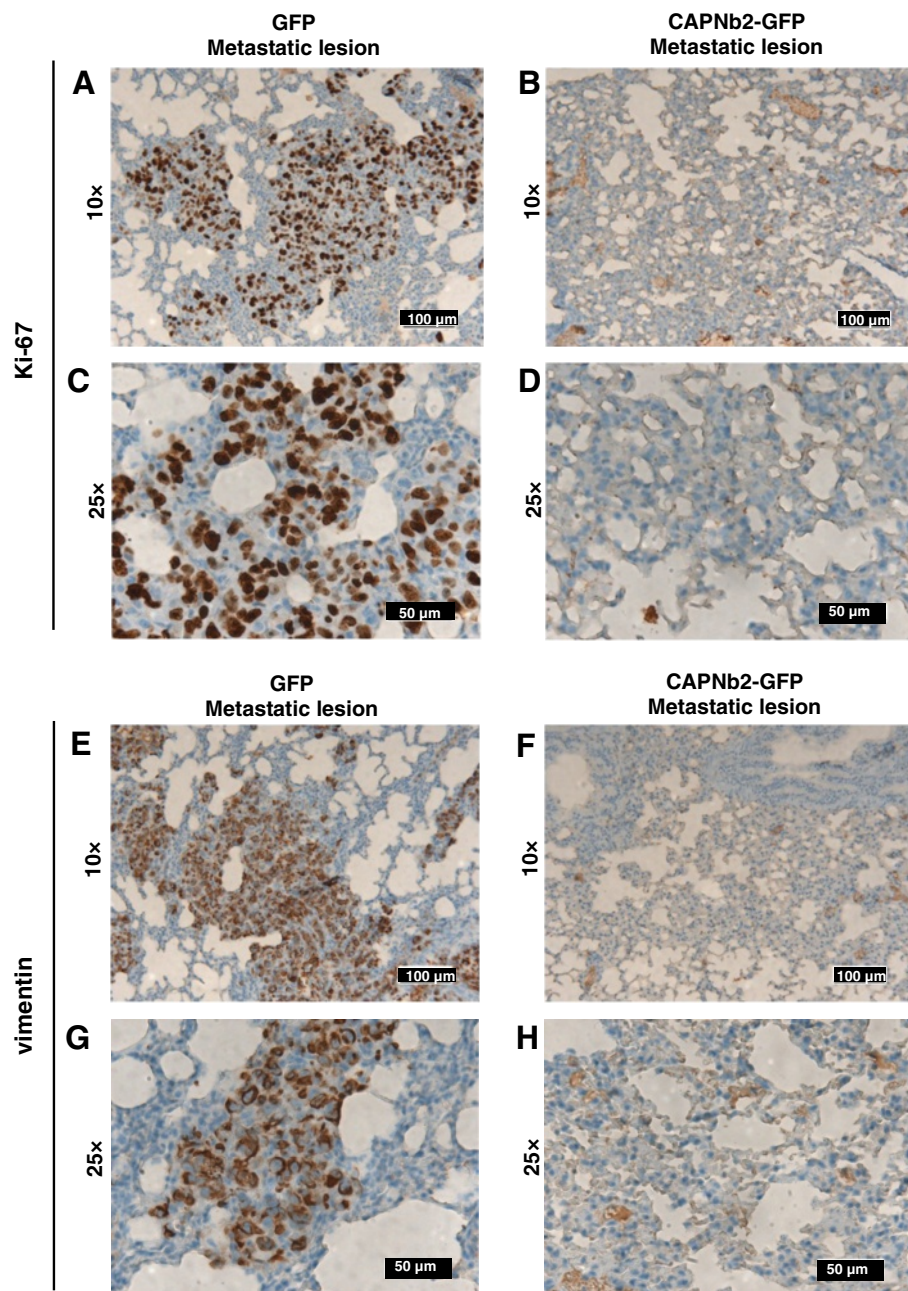 GFP
Metastatic lesion
CAPNb2-GFP
Metastatic lesion
Ki-67
A
10×
100 µm
B
10×
100 µm
C
25×
50 µm
D
25×
50 µm
GFP
Metastatic lesion
CAPNb2-GFP
Metastatic lesion
vimentin
E
10×
100 µm
F
10×
100 µm
G
25×
50 µm
H
25×
50 µm